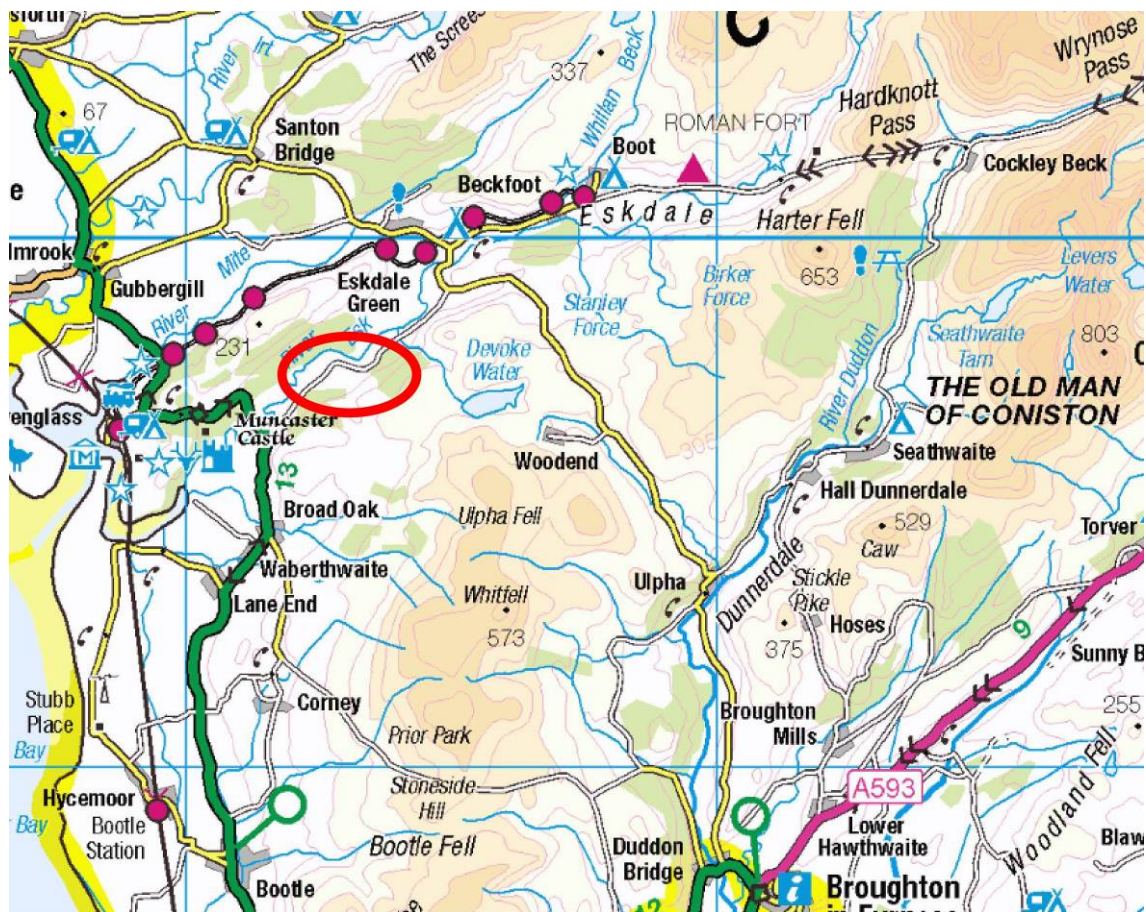 sforth
River
Irt
The Screes
337
Whillan
Beck
C
Wrynose
Pass
67
Hardknott
Pass
ROMAN FORT
Santon
Bridge
Boot
Cockley Beck
e
Beckfoot
Eskdale
Harter Fell
lmrook
Mite
653
Levers
Water
Gubbergill
Eskdale
Green
Birker
Force
Stanley
Force
River
Esk
231
Devoke
Water
Seathwaite
Tarn
803
River Duddon
THE OLD MAN
OF CONISTON
C
englass
Muncaster
Castle
M
13
Woodend
395
Seathwaite
Hall Dunnerdale
Broad Oak
Ulpha Fell
529
Caw
Torver
Waberthwaite
Lane End
Whitfell
573
Ulpha
Dunnerdale
Stickle
Pike
375
Hoses
9
Sunny B
Stubb
Place
Corney
Bay
Prior Park
Broughton
Mills
255
Woodland Fell
Hycemoor
Bootle
Station
Stoneside
Hill
A593
Bay
Bootle Fell
Lower
Hawthwaite
Blaw
Duddon
Bridge
Bootle
i
Broughton
12